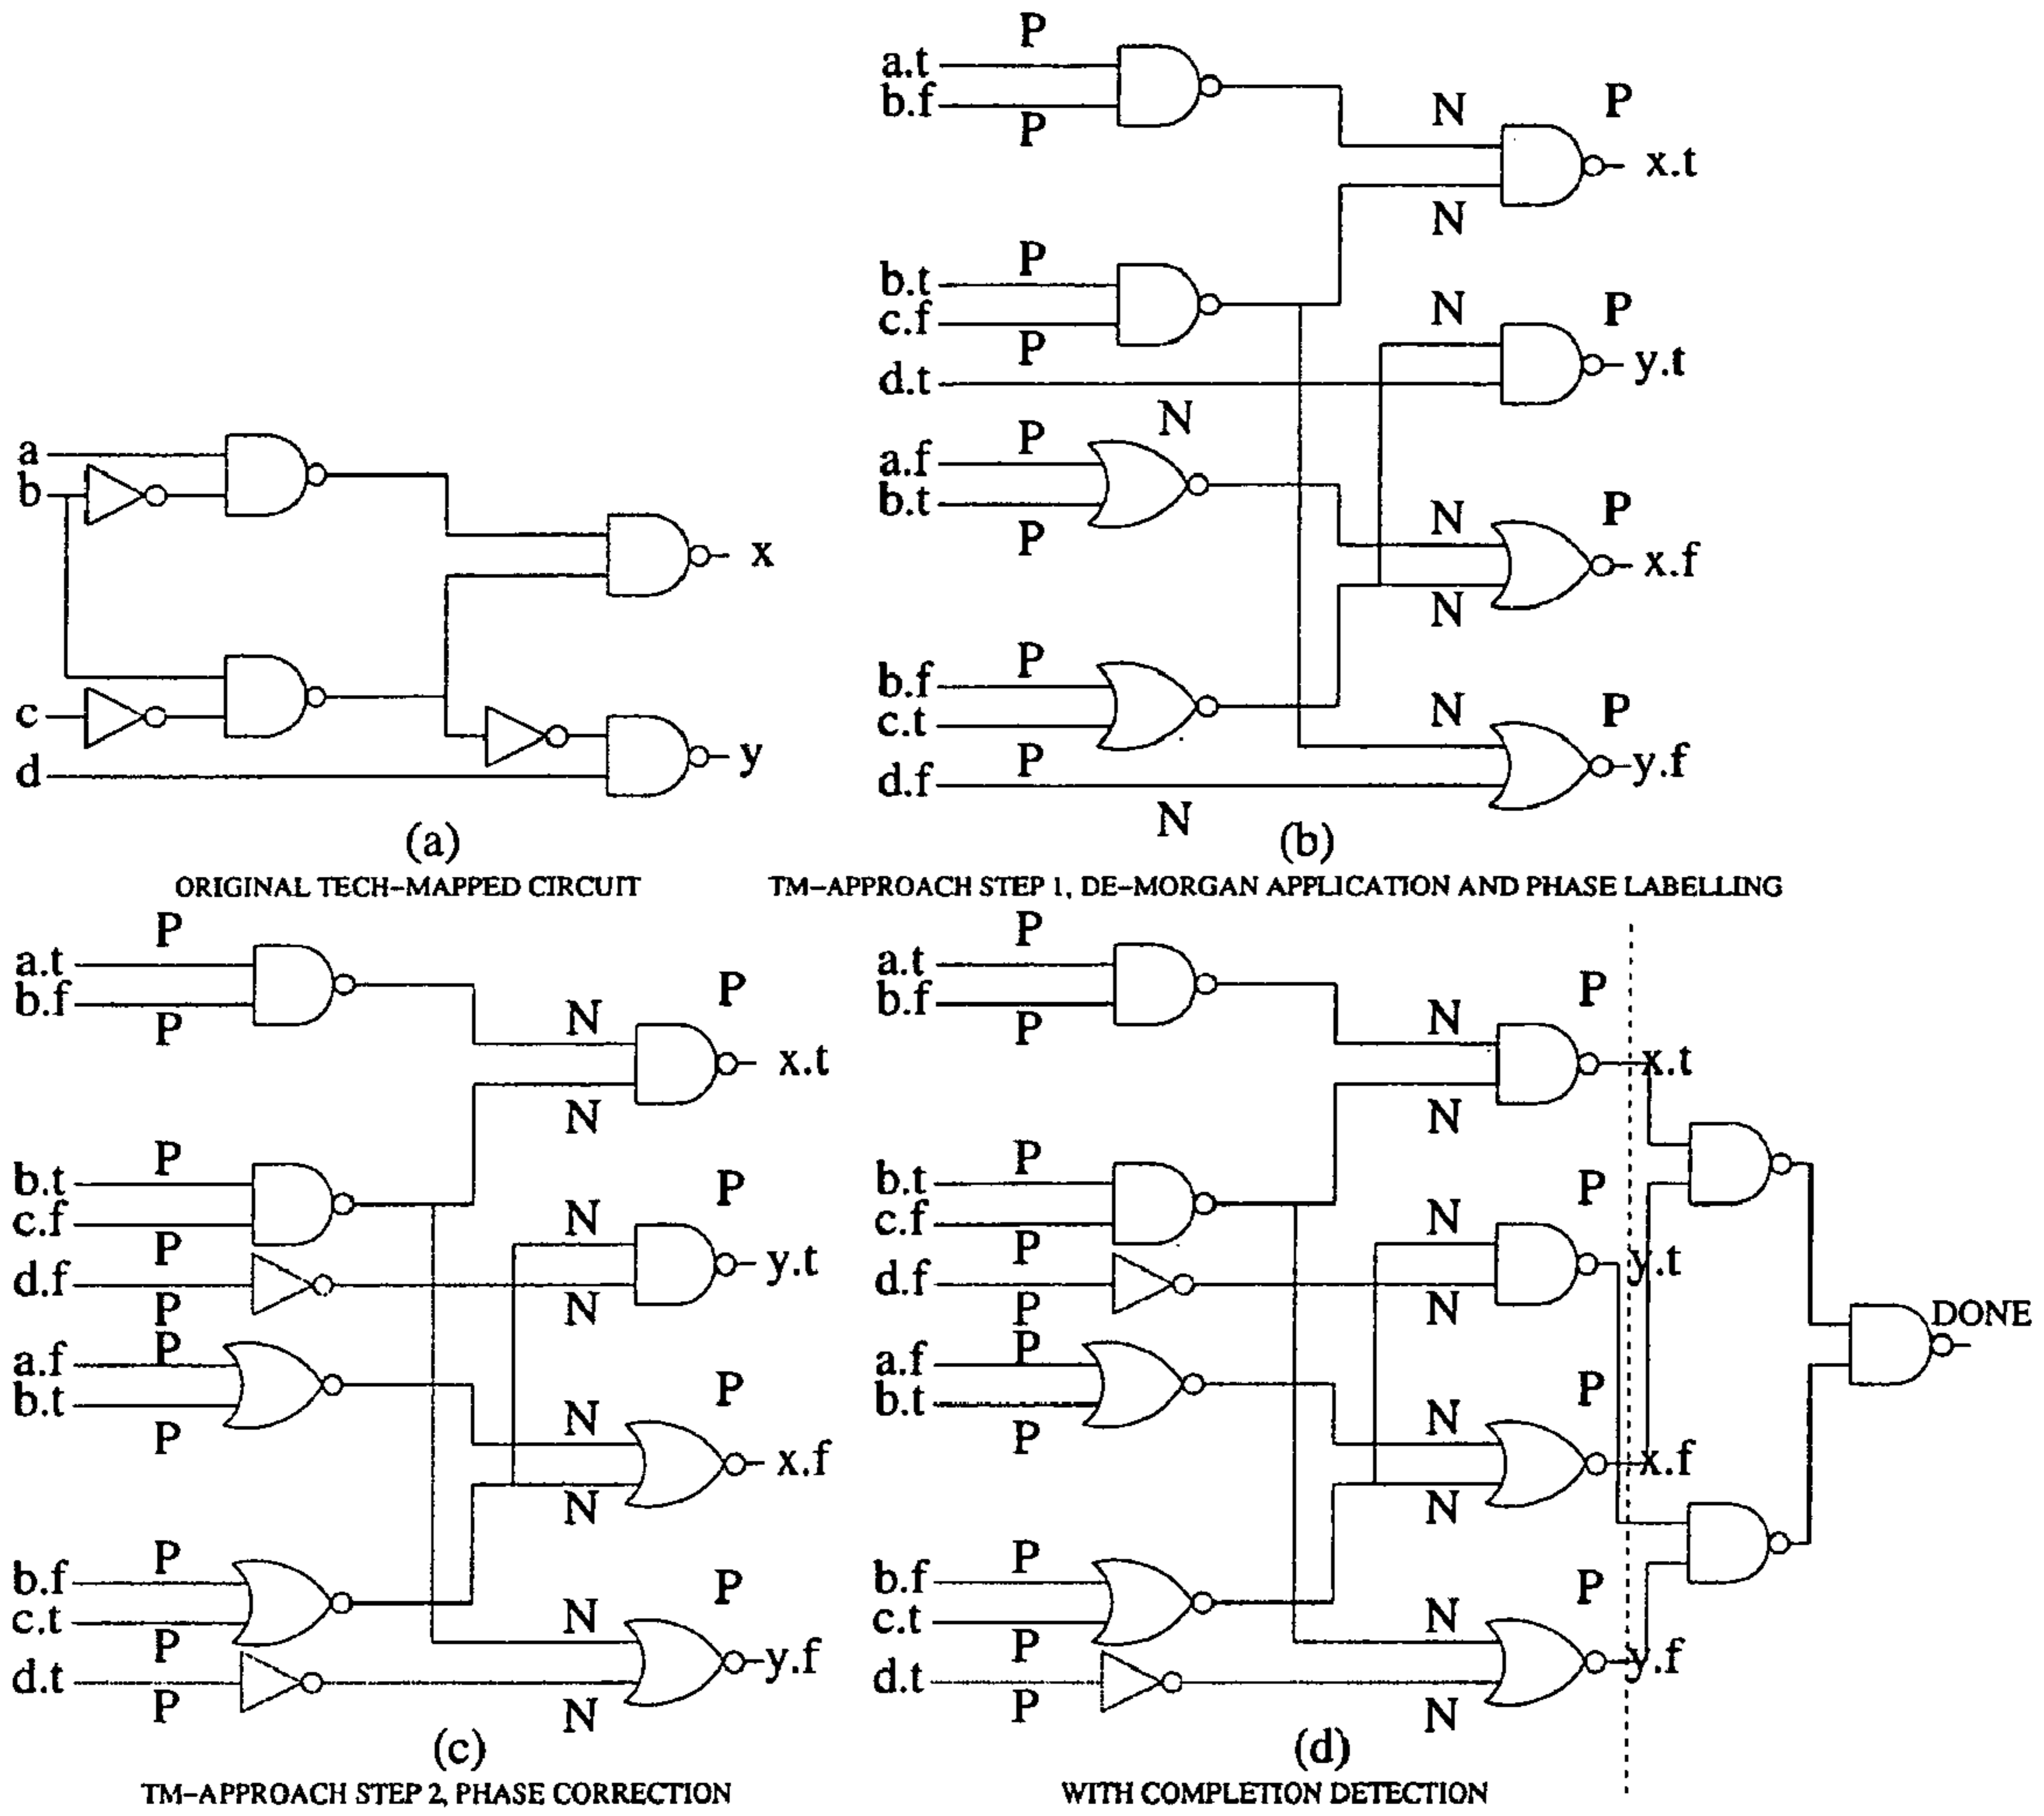 P
a.t
b.f
P
N
P
x.t
N
P
b.t
c.f
P
N
P
y.t
d.t
N
P
a.f
b.t
P
N
P
x.f
N
P
b.f
c.t
P
N
P
y.f
d.f
N
a
b
x
c
y
d
(a)
(b)
ORIGINAL TECH-MAPPED CIRCUIT
TM-APPROACH STEP 1, DE-MORGAN APPLICATION AND PHASE LABELLING
P
a.t
b.f
P
N
P
x.t
N
P
b.t
c.f
P
N
P
y.t
d.f
P
N
P
a.f
b.t
P
N
P
x.f
N
P
b.f
c.t
P
N
P
y.f
d.t
P
N
(c)
TM-APPROACH STEP 2, PHASE CORRECTION
P
a.t
b.f
P
N
P
x.t
N
P
b.t
c.f
P
N
P
y.t
d.f
P
N
DONE
P
a.f
b.t
P
N
P
x.f
N
P
b.f
c.t
P
N
P
y.f
d.t
P
N
(d)
WITH COMPLETION DETECTION